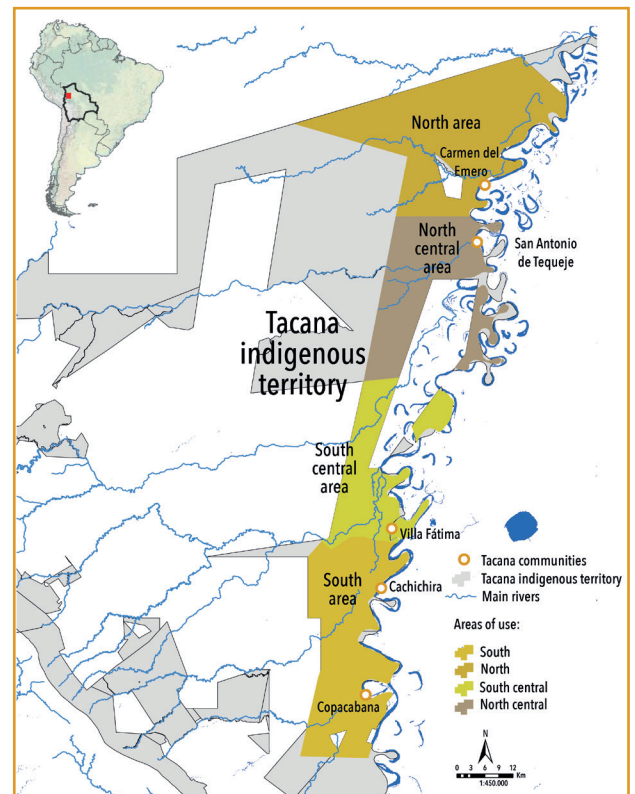 North area
Carmen del
Emero
North
central
area
San Antonio
de Tequeje
Tacana
indigenous
territory
South
central
area
Villa Fátima
South
area
Cachichira
Copacabana
Tacana communities
Tacana indigenous territory
Main rivers
Areas of use:
South
North
South central
North central
N
0 3 6 9 12
Km
1:450.000